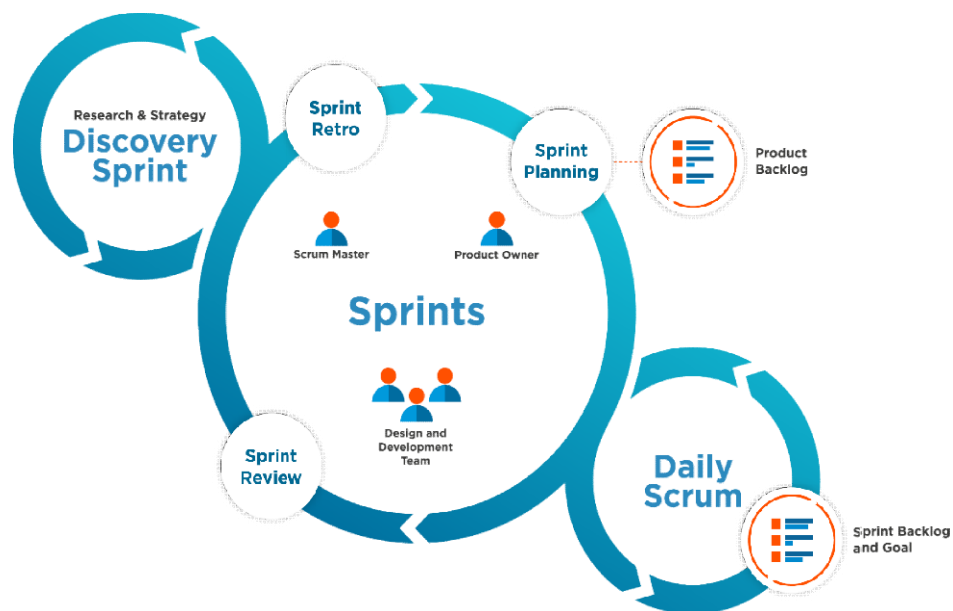 Research & Strategy
Discovery
Sprint
Sprint
Retro
Sprint
Planning
Product
Backlog
Scrum Master
Product Owner
Sprints
Design and
Development
Team
Sprint
Review
Daily
Scrum
Sprint Backlog
and Goal